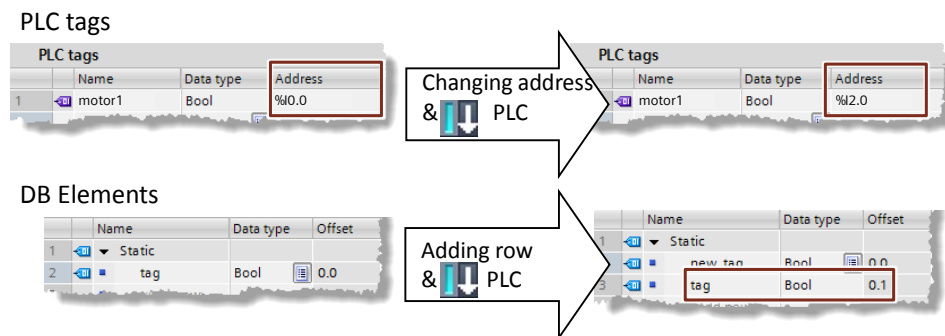 PLC tags
PLC tags
Name Data type Address
1 motor1 Bool %I0.0
Changing address
& PLC
PLC tags
Name Data type Address
motor1 Bool %I2.0
DB Elements
Name Data type Offset
1 Static
2 tag Bool 0.0
Adding row
& PLC
Name Data type Offset
1 Static
new_tag Bool 0.0
3 tag Bool 0.1